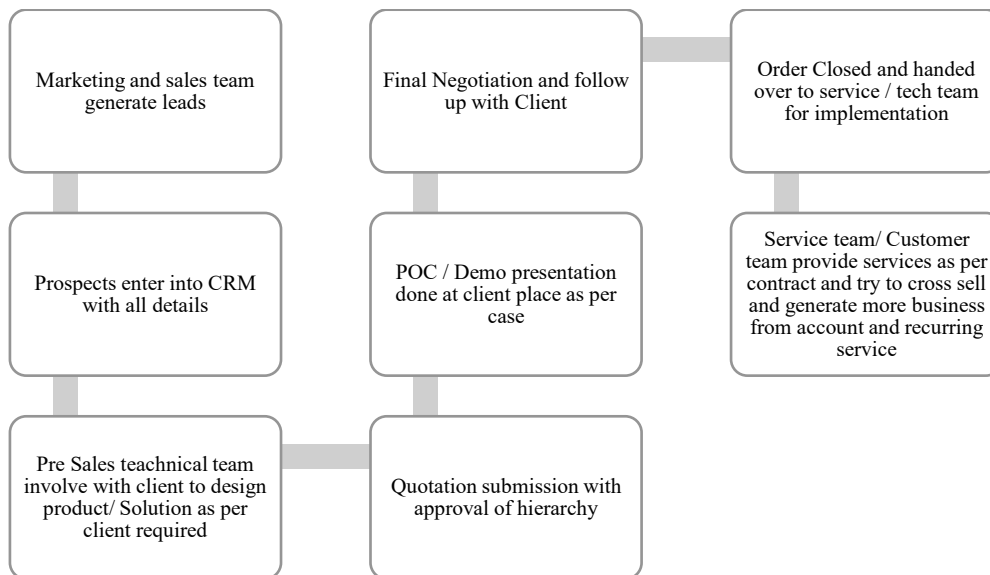 Marketing and sales team
generate leads
Prospects enter into CRM
with all details
Pre Sales teachnical team
involve with client to design
product/ Solution as per
client required
Quotation submission with
approval of hierarchy
POC / Demo presentation
done at client place as per
case
Final Negotiation and follow
up with Client
Order Closed and handed
over to service / tech team
for implementation
Service team/ Customer
team provide services as per
contract and try to cross sell
and generate more business
from account and recurring
service